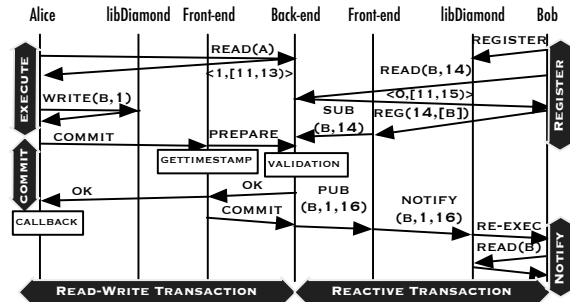 Alice libDiamond Front-end Back-end Front-end libDiamond Bob
READ(A)
REGISTER
<1,[11,13)>
READ(B,14)
EXECUTE
WRITE(B,1)
<0,[11,15)>
REGISTER
SUB
(B,14)
REG(14,[B])
COMMIT
PREPARE
GETTIMESTAMP
VALIDATION
COMMIT
OK
OK
PUB
(B,1,16)
CALLBACK
COMMIT
NOTIFY
(B,1,16)
RE-EXEC
READ(B)
NOTIFY
READ-WRITE TRANSACTION
REACTIVE TRANSACTION